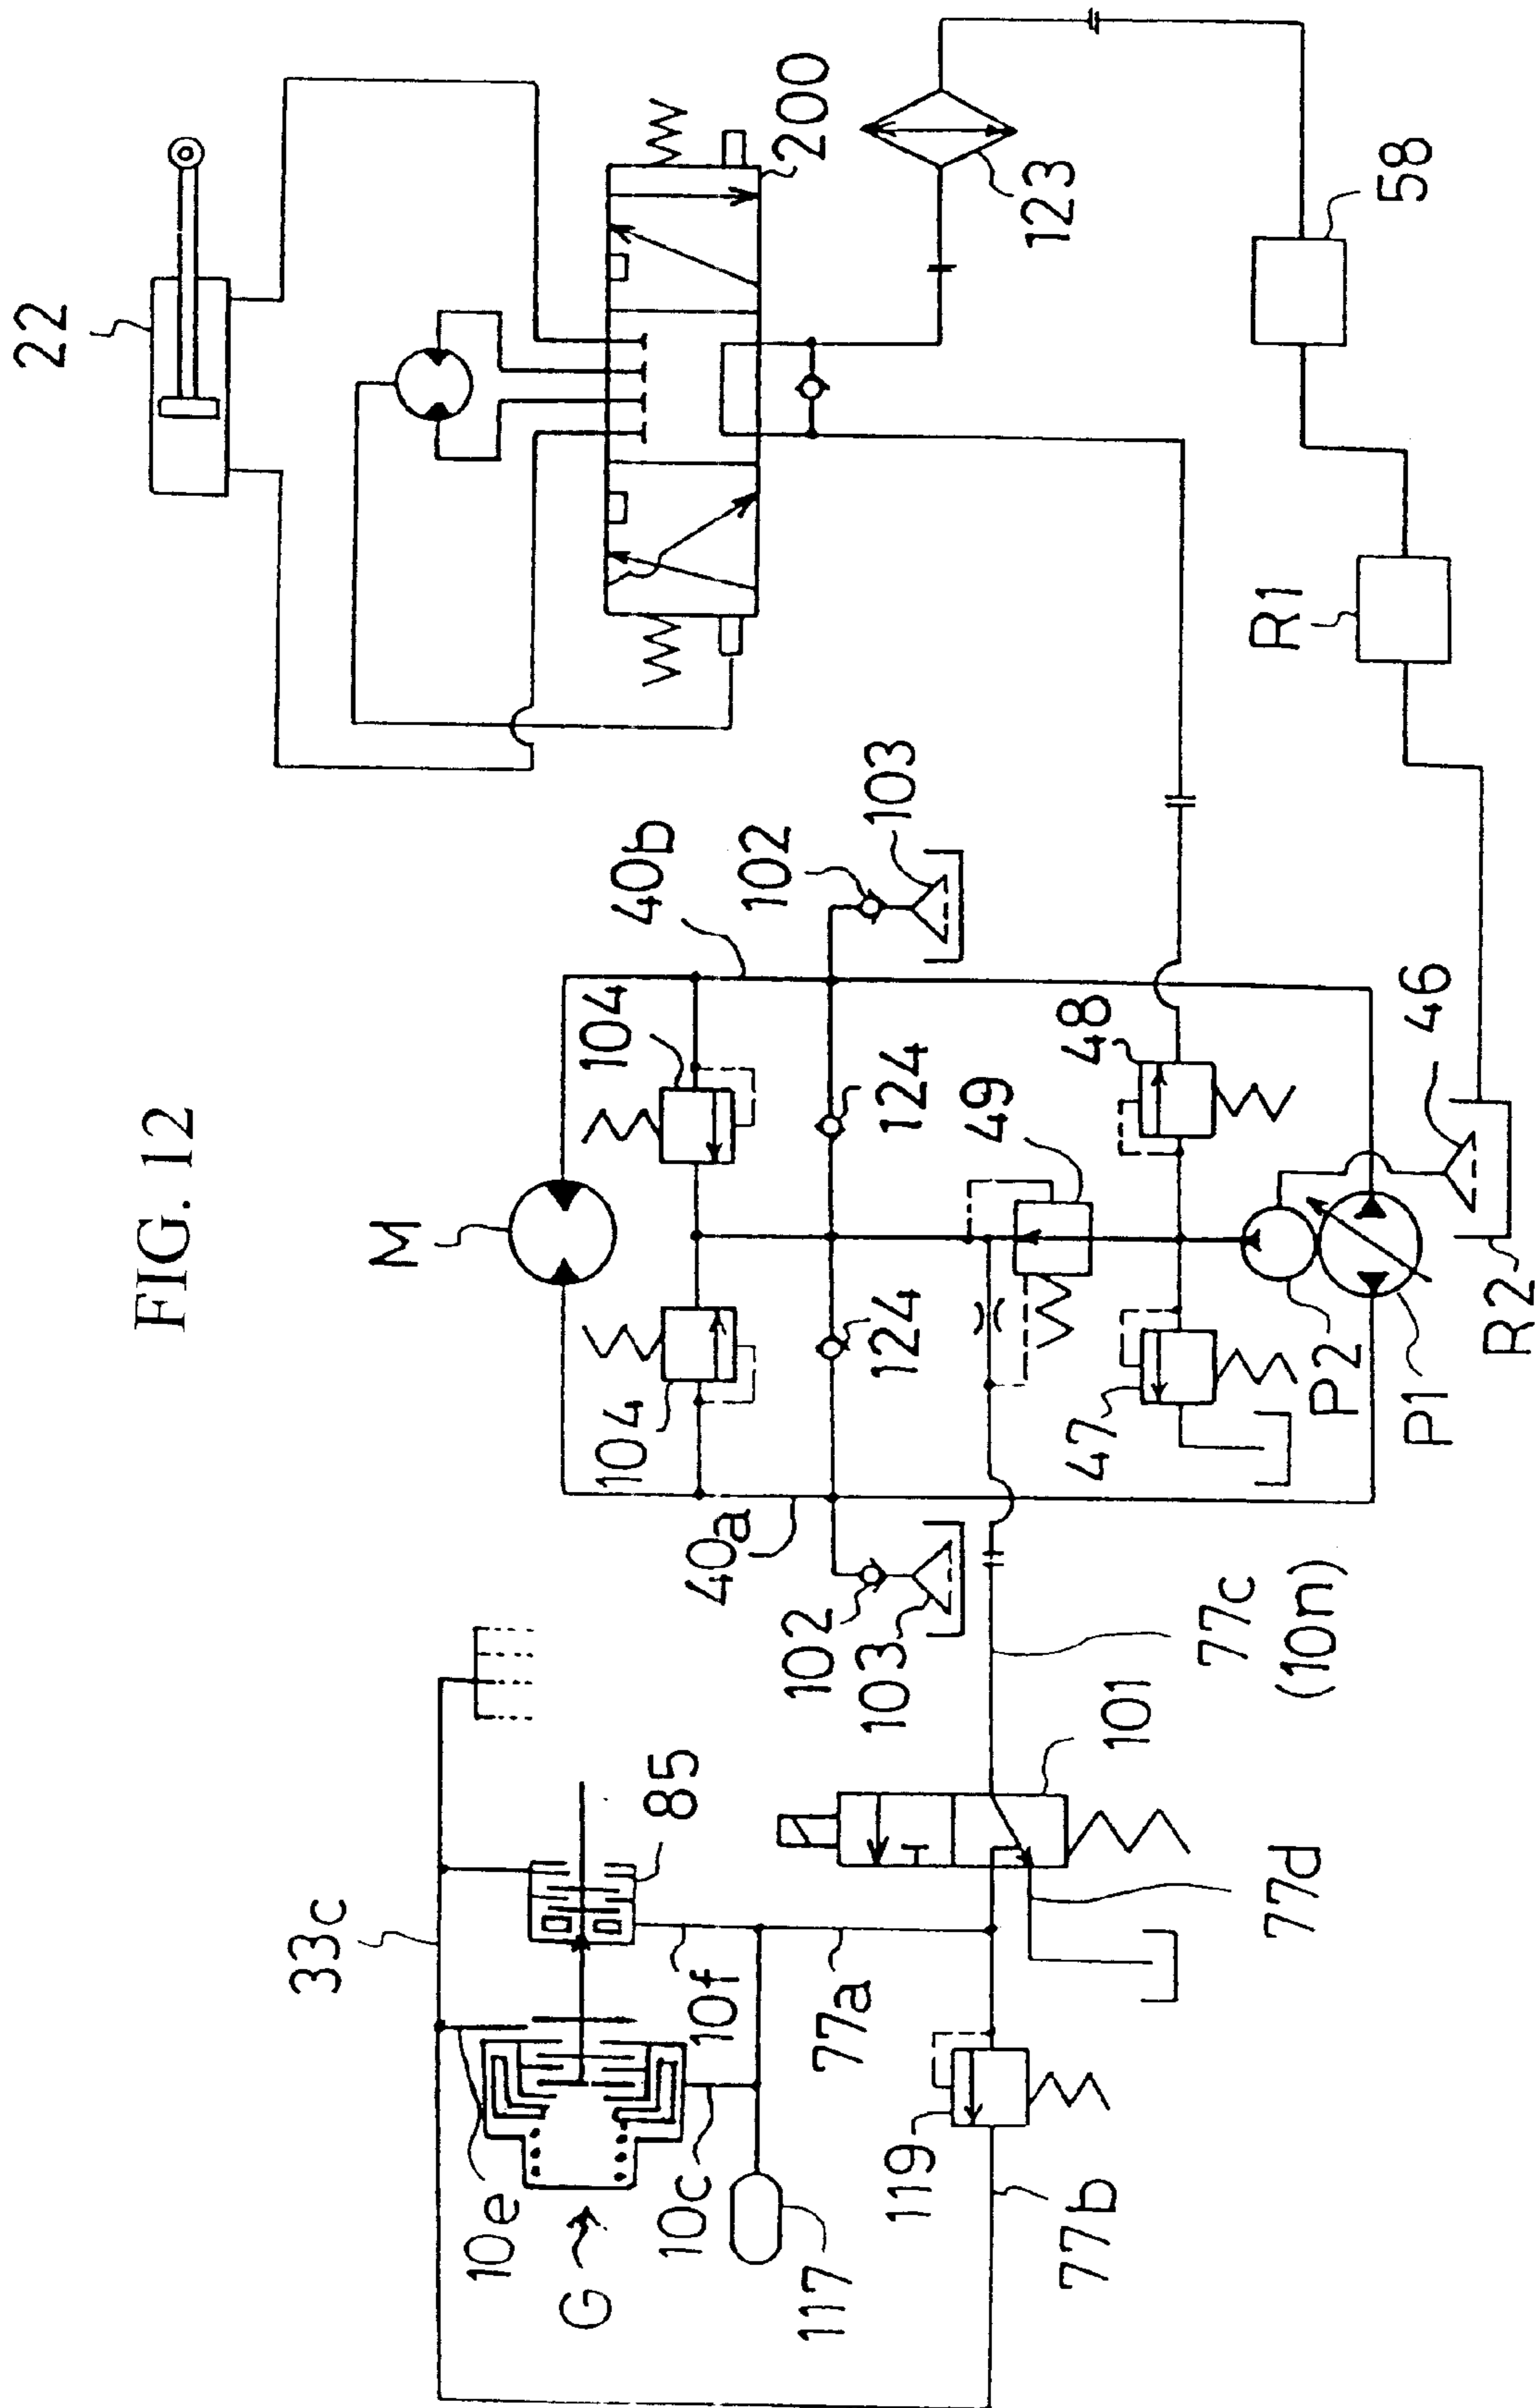 FIG. 12
22
200
123
58
R1
M
104
104
40b
102
103
124
124
49
48
46
47
P2
P1
R2
40a
102
103
77c
(10n)
101
33c
85
10e
G
10c
10f
77a
117
119
77b
77d